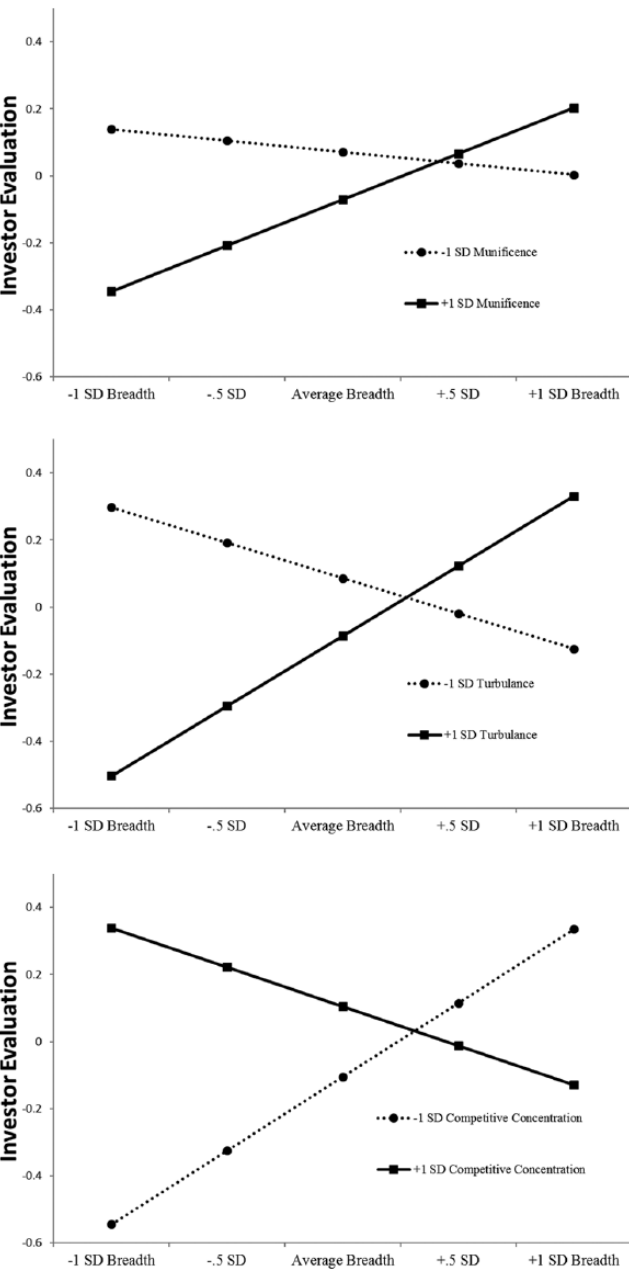 0.4
0.2
0
-0.2
-0.4
-0.6
Investor Evaluation
-1 SD Munificence
+1 SD Munificence
-1 SD Breadth
-.5 SD
Average Breadth
+.5 SD
+1 SD Breadth
0.4
0.2
0
-0.2
-0.4
-0.6
Investor Evaluation
-1 SD Turbulance
+1 SD Turbulance
-1 SD Breadth
-.5 SD
Average Breadth
+.5 SD
+1 SD Breadth
0.4
0.2
0
-0.2
-0.4
-0.6
Investor Evaluation
-1 SD Competitive Concentration
+1 SD Competitive Concentration
-1 SD Breadth
-.5 SD
Average Breadth
+.5 SD
+1 SD Breadth